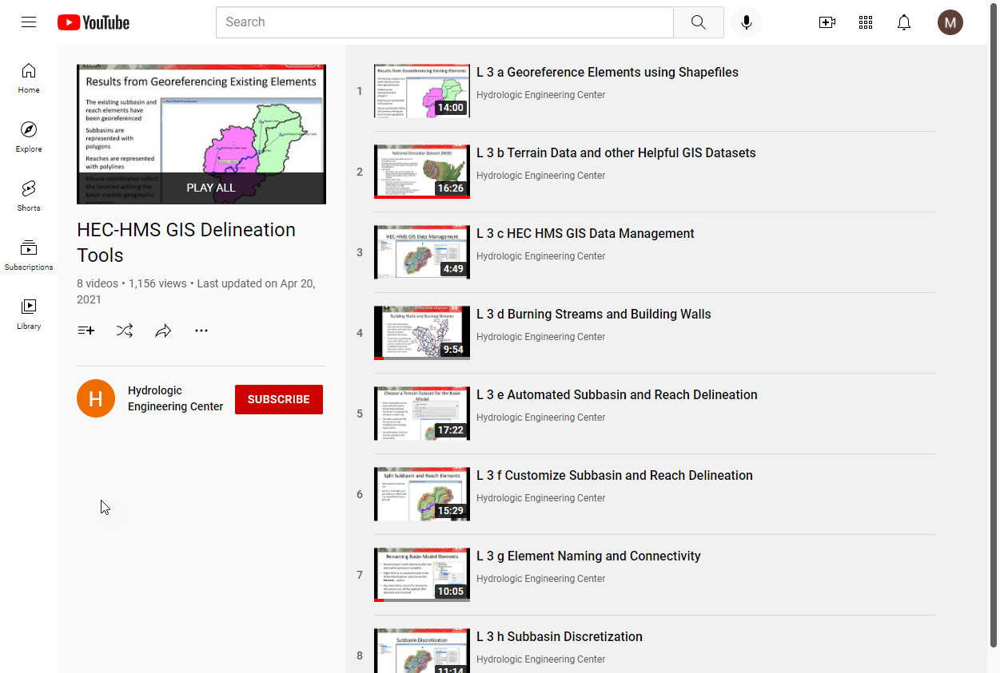 YouTube
Search
M
Home
Explore
Shorts
Subscriptions
Library
Results from Georeferencing Existing Elements
The existing subbasin and
reach elements have
been georeferenced
Subbasins are
represented with
polygons
Reaches are represented
with polylines
Mouse coordinates reflect
the location withing the
basin models geographic
PLAY ALL
HEC-HMS GIS Delineation
Tools
8 videos • 1,156 views • Last updated on Apr 20,
2021
H
Hydrologic
Engineering Center
SUBSCRIBE
1
Results from Georeferencing Existing Elements
14:00
L 3 a Georeference Elements using Shapefiles
Hydrologic Engineering Center
2
National Elevation Dataset (NED)
16:26
L 3 b Terrain Data and other Helpful GIS Datasets
Hydrologic Engineering Center
3
HEC-HMS GIS Data Management
4:49
L 3 c HEC HMS GIS Data Management
Hydrologic Engineering Center
4
Building Walls and Burning Streams
9:54
L 3 d Burning Streams and Building Walls
Hydrologic Engineering Center
5
Choose a Terrain Dataset for the Basin
Model
17:22
L 3 e Automated Subbasin and Reach Delineation
Hydrologic Engineering Center
6
Split Subbasin and Reach Elements
15:29
L 3 f Customize Subbasin and Reach Delineation
Hydrologic Engineering Center
7
Renaming Basin Model Elements
10:05
L 3 g Element Naming and Connectivity
Hydrologic Engineering Center
8
Subbasin Discretization
11:14
L 3 h Subbasin Discretization
Hydrologic Engineering Center